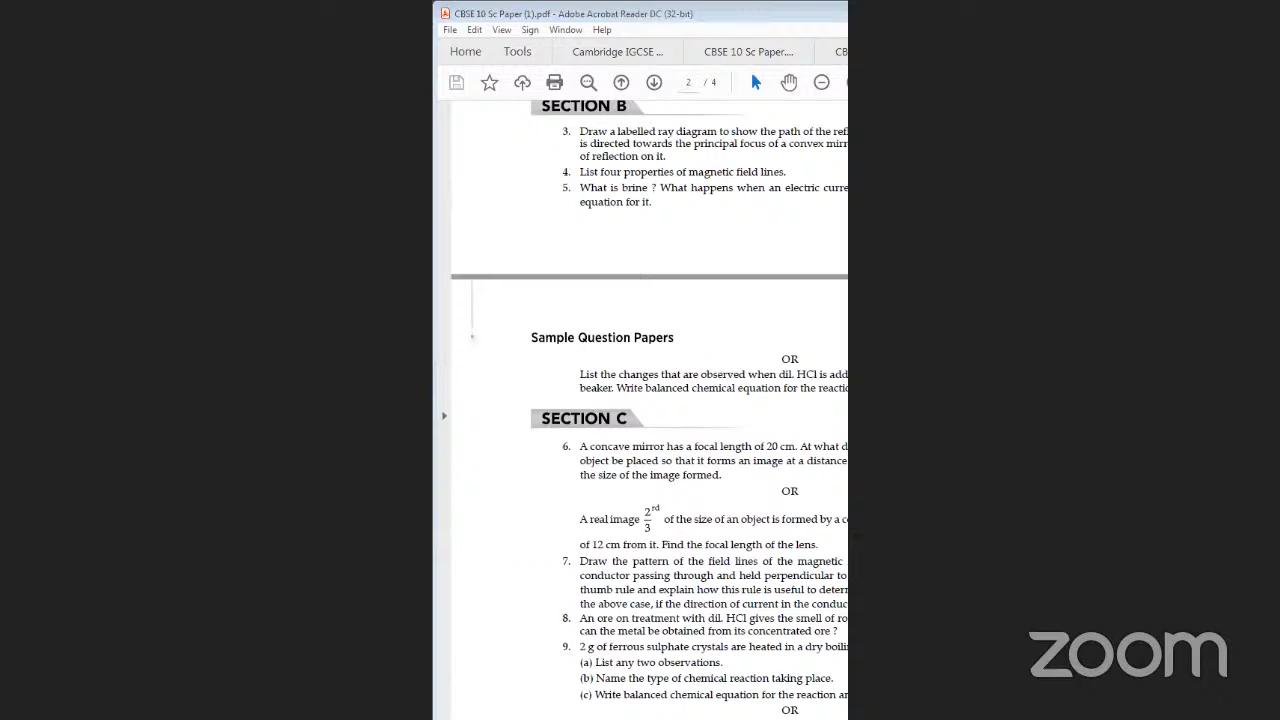 CBSE 10 Sc Paper (1).pdf - Adobe Acrobat Reader DC (32-bit)
File Edit View Sign Window Help
Home Tools Cambridge IGCSE ... CBSE 10 Sc Paper.... CB
2 / 4
SECTION B
3. Draw a labelled ray diagram to show the path of the refl
is directed towards the principal focus of a convex mirr
of reflection on it.
4. List four properties of magnetic field lines.
5. What is brine ? What happens when an electric curre
equation for it.
Sample Question Papers
OR
List the changes that are observed when dil. HCl is add
beaker. Write balanced chemical equation for the reactio
SECTION C
6. A concave mirror has a focal length of 20 cm. At what d
object be placed so that it forms an image at a distance
the size of the image formed.
OR
A real image 2/3 rd of the size of an object is formed by a c
of 12 cm from it. Find the focal length of the lens.
7. Draw the pattern of the field lines of the magnetic
conductor passing through and held perpendicular to
thumb rule and explain how this rule is useful to deter
the above case, if the direction of current in the conduc
8. An ore on treatment with dil. HCl gives the smell of ro
can the metal be obtained from its concentrated ore ?
9. 2 g of ferrous sulphate crystals are heated in a dry boili
(a) List any two observations.
(b) Name the type of chemical reaction taking place.
(c) Write balanced chemical equation for the reaction an
OR
zoom